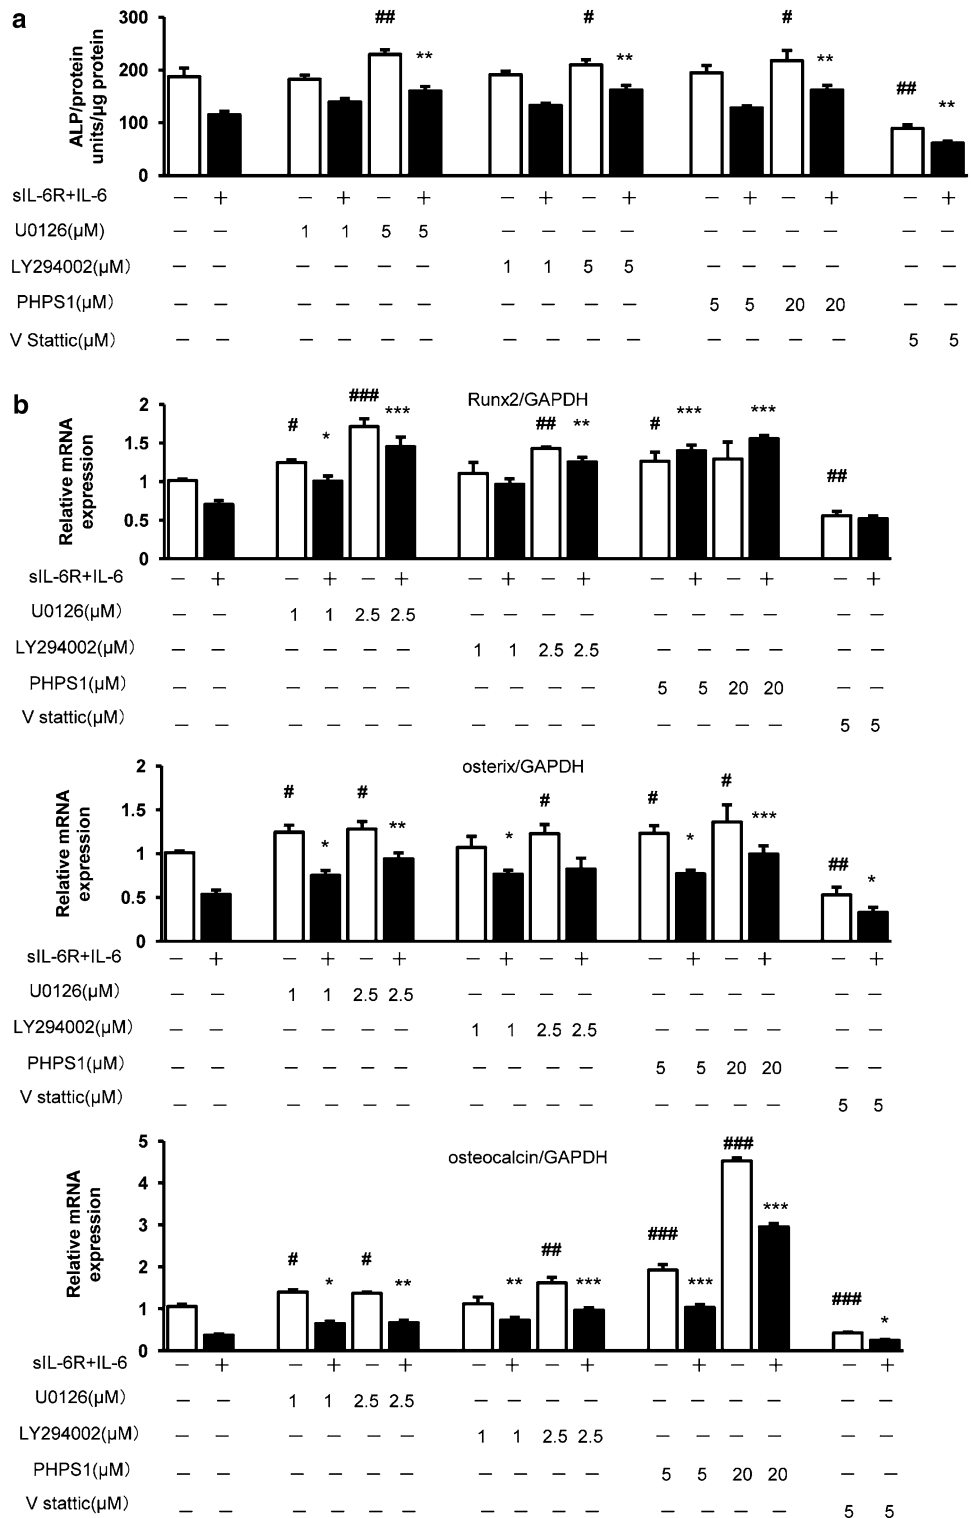 a
300
200
100
0
ALP/protein
units/µg protein
## ** # ** # ** ## **
sIL-6R+IL-6 – + – + – + – + – + – + – + – +
U0126(µM) – – 1 1 5 5 – – – – – – – – – –
LY294002(µM) – – – – – – 1 1 5 5 – – – – – –
PHPS1(µM) – – – – – – – – – – 5 5 20 20 – –
V Stattic(µM) – – – – – – – – – – – – – – 5 5
b
Runx2/GAPDH
2
1.5
1
0.5
0
Relative mRNA
expression
# * ### *** ## ** # *** *** ##
sIL-6R+IL-6 – + – + – + – + – + – + – + – +
U0126(µM) – – 1 1 2.5 2.5 – – – – – – – – – –
LY294002(µM) – – – – – – 1 1 2.5 2.5 – – – – – –
PHPS1(µM) – – – – – – – – – – 5 5 20 20 – –
V stattic(µM) – – – – – – – – – – – – – – 5 5
osterix/GAPDH
2
1.5
1
0.5
0
Relative mRNA
expression
# * # ** * # # * # *** ## *
sIL-6R+IL-6 – + – + – + – + – + – + – + – +
U0126(µM) – – 1 1 2.5 2.5 – – – – – – – – – –
LY294002(µM) – – – – – – 1 1 2.5 2.5 – – – – – –
PHPS1(µM) – – – – – – – – – – 5 5 20 20 – –
V stattic(µM) – – – – – – – – – – – – – – 5 5
osteocalcin/GAPDH
5
4
3
2
1
0
Relative mRNA
expression
# * # ** ** ## *** ### *** ### *** ### *
sIL-6R+IL-6 – + – + – + – + – + – + – + – +
U0126(µM) – – 1 1 2.5 2.5 – – – – – – – – – –
LY294002(µM) – – – – – – 1 1 2.5 2.5 – – – – – –
PHPS1(µM) – – – – – – – – – – 5 5 20 20 – –
V stattic(µM) – – – – – – – – – – – – – – 5 5